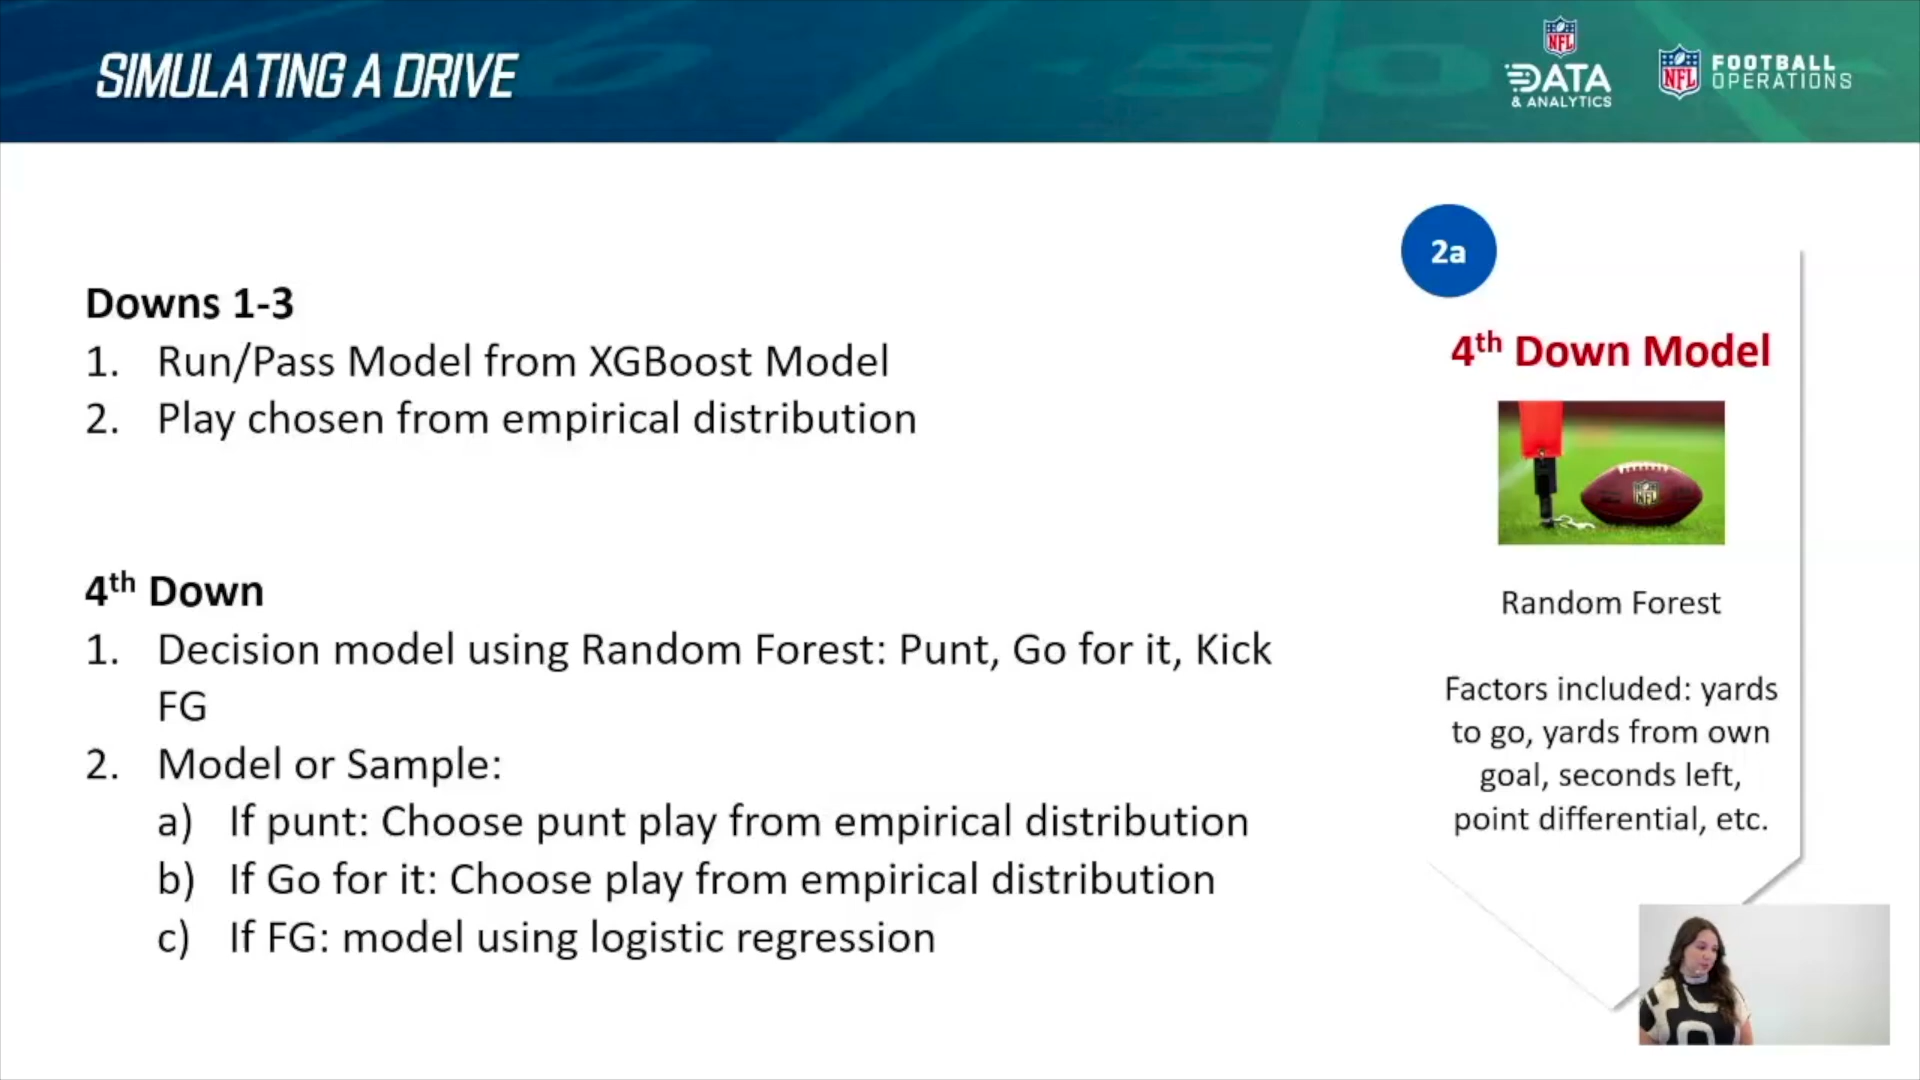 SIMULATING A DRIVE
NFL
DATA
& ANALYTICS
NFL
FOOTBALL
OPERATIONS
Downs 1-3
1. Run/Pass Model from XGBoost Model
2. Play chosen from empirical distribution
4th Down
1. Decision model using Random Forest: Punt, Go for it, Kick
FG
2. Model or Sample:
a) If punt: Choose punt play from empirical distribution
b) If Go for it: Choose play from empirical distribution
c) If FG: model using logistic regression
2a
4th Down Model
NFL
Random Forest
Factors included: yards
to go, yards from own
goal, seconds left,
point differential, etc.